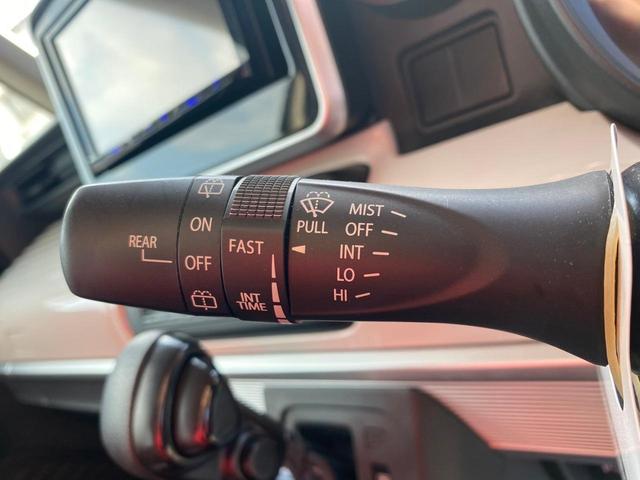 REAR
ON
OFF
FAST
INT
TIME
PULL
MIST
OFF
INT
LO
HI